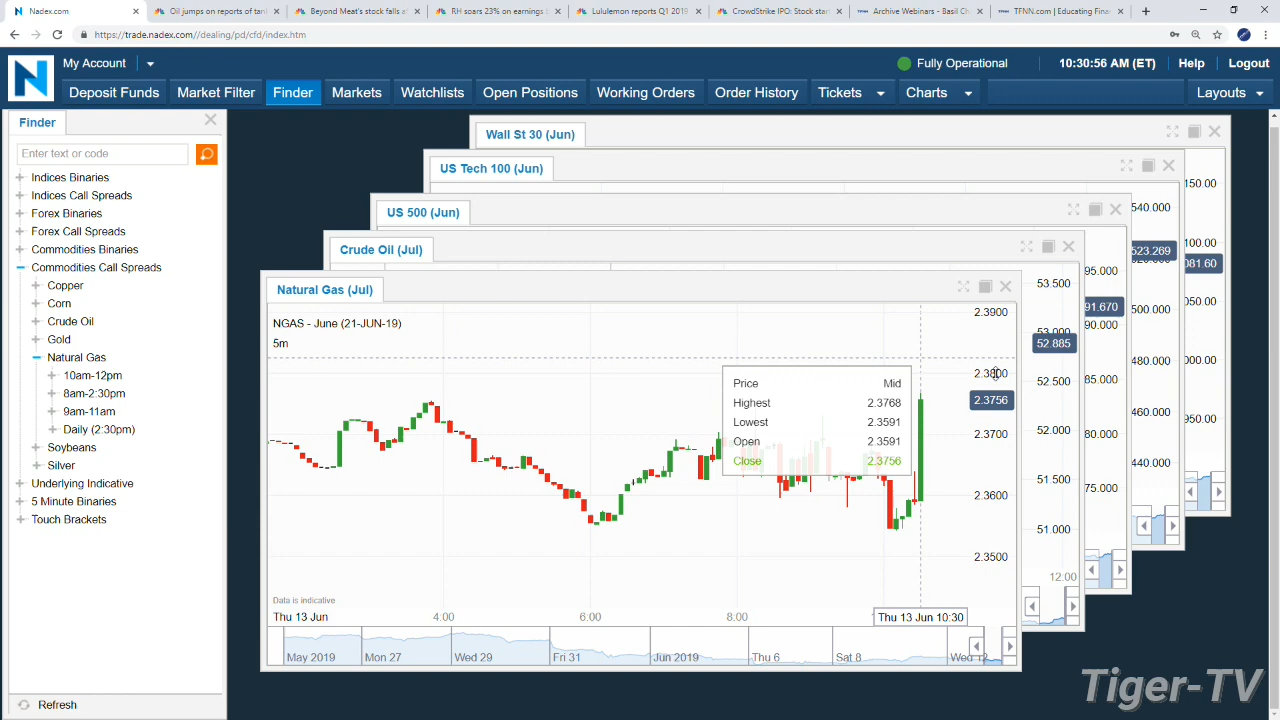 Nadex.com
Oil jumps on reports of tan
Beyond Meat's stock falls a
RH soars 23% on earnings
Lululemon reports Q1 2019
CrowdStrike IPO: Stock star
Archive Webinars - Basil Ch
TFNN.com | Educating Finan
https://trade.nadex.com//dealing/pd/cfd/index.htm
My Account
Fully Operational
10:30:56 AM (ET)
Help
Logout
Deposit Funds
Market Filter
Finder
Markets
Watchlists
Open Positions
Working Orders
Order History
Tickets
Charts
Layouts
Finder
Enter text or code
Indices Binaries
Indices Call Spreads
Forex Binaries
Forex Call Spreads
Commodities Binaries
Commodities Call Spreads
Copper
Corn
Crude Oil
Gold
Natural Gas
10am-12pm
8am-2:30pm
9am-11am
Daily (2:30pm)
Soybeans
Silver
Underlying Indicative
5 Minute Binaries
Touch Brackets
Refresh
Wall St 30 (Jun)
150.00
100.00
081.60
050.00
000.00
950.00
US Tech 100 (Jun)
540.000
523.269
500.000
480.000
460.000
440.000
US 500 (Jun)
895.000
91.670
890.000
885.000
880.000
875.000
Crude Oil (Jul)
53.500
53.000
52.885
52.500
52.000
51.500
51.000
12:00
Natural Gas (Jul)
NGAS - June (21-JUN-19)
5m
2.3900
2.3800
2.3756
2.3700
2.3600
2.3500
Price Mid
Highest 2.3768
Lowest 2.3591
Open 2.3591
Close 2.3756
Data is indicative
Thu 13 Jun
4:00
6:00
8:00
Thu 13 Jun 10:30
May 2019
Mon 27
Wed 29
Fri 31
Jun 2019
Thu 6
Sat 8
Wed 12
Tiger-TV